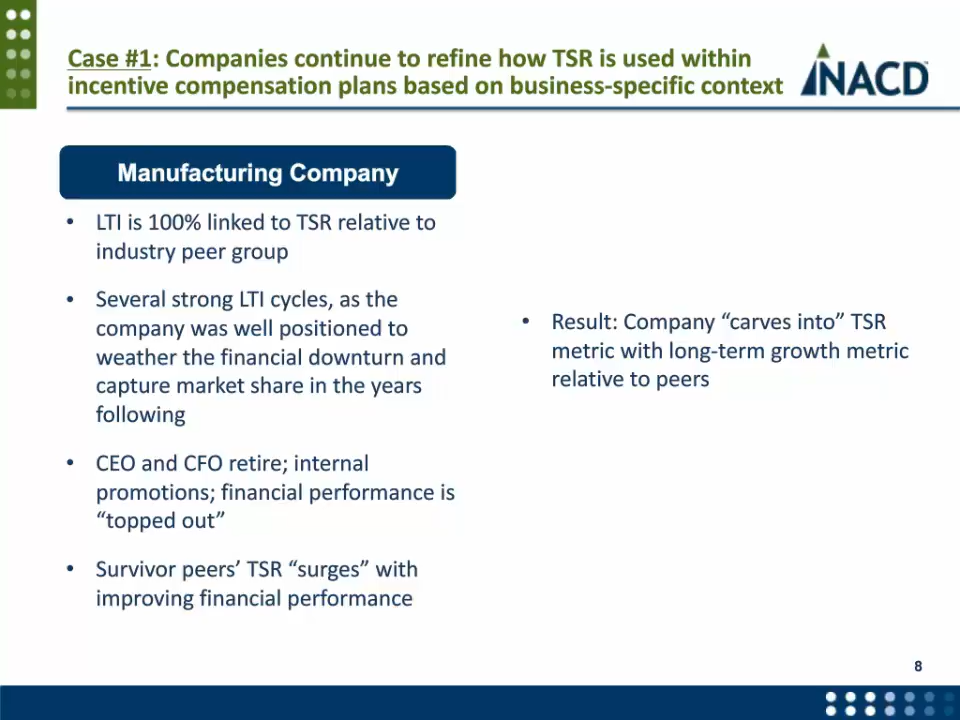 Case #1: Companies continue to refine how TSR is used within
incentive compensation plans based on business-specific context
NACD
Manufacturing Company
• LTI is 100% linked to TSR relative to
industry peer group
• Several strong LTI cycles, as the
company was well positioned to
weather the financial downturn and
capture market share in the years
following
• CEO and CFO retire; internal
promotions; financial performance is
“topped out”
• Survivor peers’ TSR “surges” with
improving financial performance
• Result: Company “carves into” TSR
metric with long-term growth metric
relative to peers
8